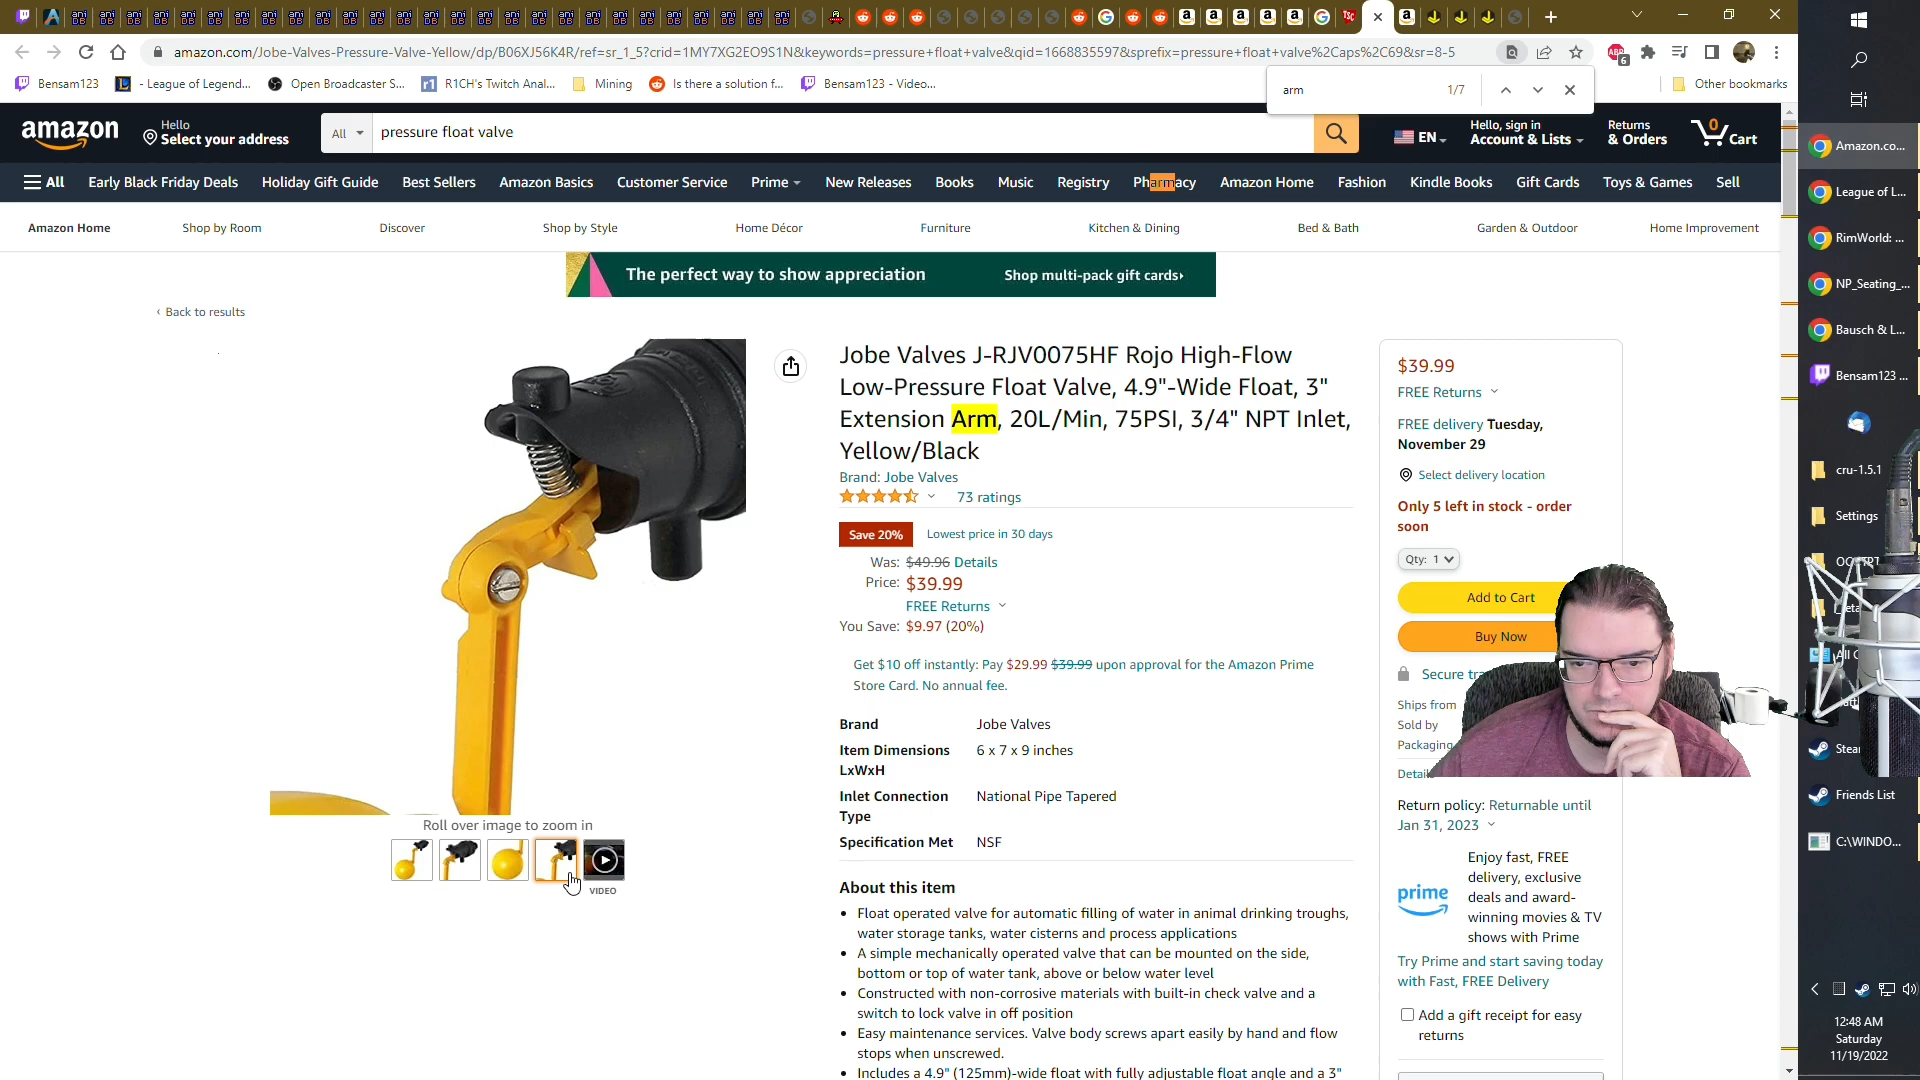 amazon.com/Jobe-Valves-Pressure-Valve-Yellow/dp/B06XJ56K4R/ref=sr_1_5?crid=1MY7XG2EO9S1N&keywords=pressure+float+valve&qid=1668835597&sprefix=pressure+float+valve%2Caps%2C69&sr=8-5
Bensam123
- League of Legend...
Open Broadcaster S...
R1CH's Twitch Anal...
Mining
Is there a solution f...
Bensam123 - Video...
Other bookmarks
arm
1/7
amazon
Hello
Select your address
All
pressure float valve
EN
Hello, sign in
Account & Lists
Returns
& Orders
0
Cart
All
Early Black Friday Deals
Holiday Gift Guide
Best Sellers
Amazon Basics
Customer Service
Prime
New Releases
Books
Music
Registry
Pharmacy
Amazon Home
Fashion
Kindle Books
Gift Cards
Toys & Games
Sell
Amazon Home
Shop by Room
Discover
Shop by Style
Home Décor
Furniture
Kitchen & Dining
Bed & Bath
Garden & Outdoor
Home Improvement
The perfect way to show appreciation
Shop multi-pack gift cards›
‹ Back to results
Roll over image to zoom in
VIDEO
Jobe Valves J-RJV0075HF Rojo High-Flow
Low-Pressure Float Valve, 4.9"-Wide Float, 3"
Extension Arm, 20L/Min, 75PSI, 3/4" NPT Inlet,
Yellow/Black
Brand: Jobe Valves
73 ratings
Save 20%
Lowest price in 30 days
Was: $49.96 Details
Price: $39.99
FREE Returns
You Save: $9.97 (20%)
Get $10 off instantly: Pay $29.99 $39.99 upon approval for the Amazon Prime
Store Card. No annual fee.
Brand Jobe Valves
Item Dimensions 6 x 7 x 9 inches
LxWxH
Inlet Connection National Pipe Tapered
Type
Specification Met NSF
About this item
• Float operated valve for automatic filling of water in animal drinking troughs,
water storage tanks, water cisterns and process applications
• A simple mechanically operated valve that can be mounted on the side,
bottom or top of water tank, above or below water level
• Constructed with non-corrosive materials with built-in check valve and a
switch to lock valve in off position
• Easy maintenance services. Valve body screws apart easily by hand and flow
stops when unscrewed.
• Includes a 4.9" (125mm)-wide float with fully adjustable float angle and a 3"
$39.99
FREE Returns
FREE delivery Tuesday,
November 29
Select delivery location
Only 5 left in stock - order
soon
Qty: 1
Add to Cart
Buy Now
Secure tra
Ships from
Sold by
Packaging
Details
Return policy: Returnable until
Jan 31, 2023
prime
Enjoy fast, FREE
delivery, exclusive
deals and award-
winning movies & TV
shows with Prime
Try Prime and start saving today
with Fast, FREE Delivery
Add a gift receipt for easy
returns
Amazon.co...
League of L...
RimWorld: ...
NP_Seating_...
Bausch & L...
Bensam123 ...
cru-1.5.1
Settings
Friends List
C:\WINDO...
12:48 AM
Saturday
11/19/2022